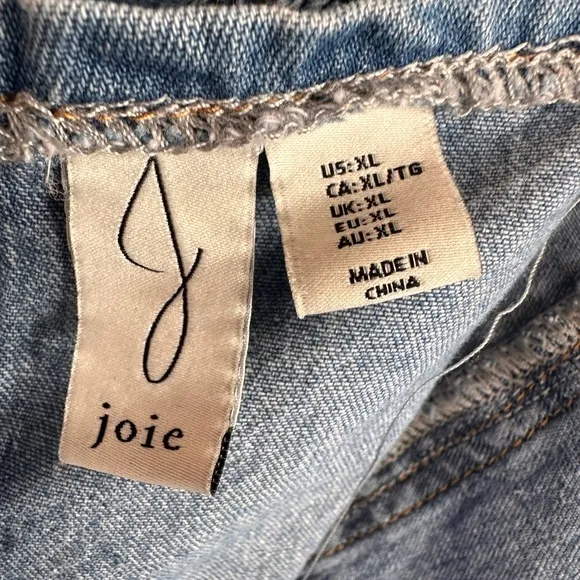 joie
US: XL
CA: XL/TG
UK: XL
EU: XL
AU: XL
MADE IN
CHINA